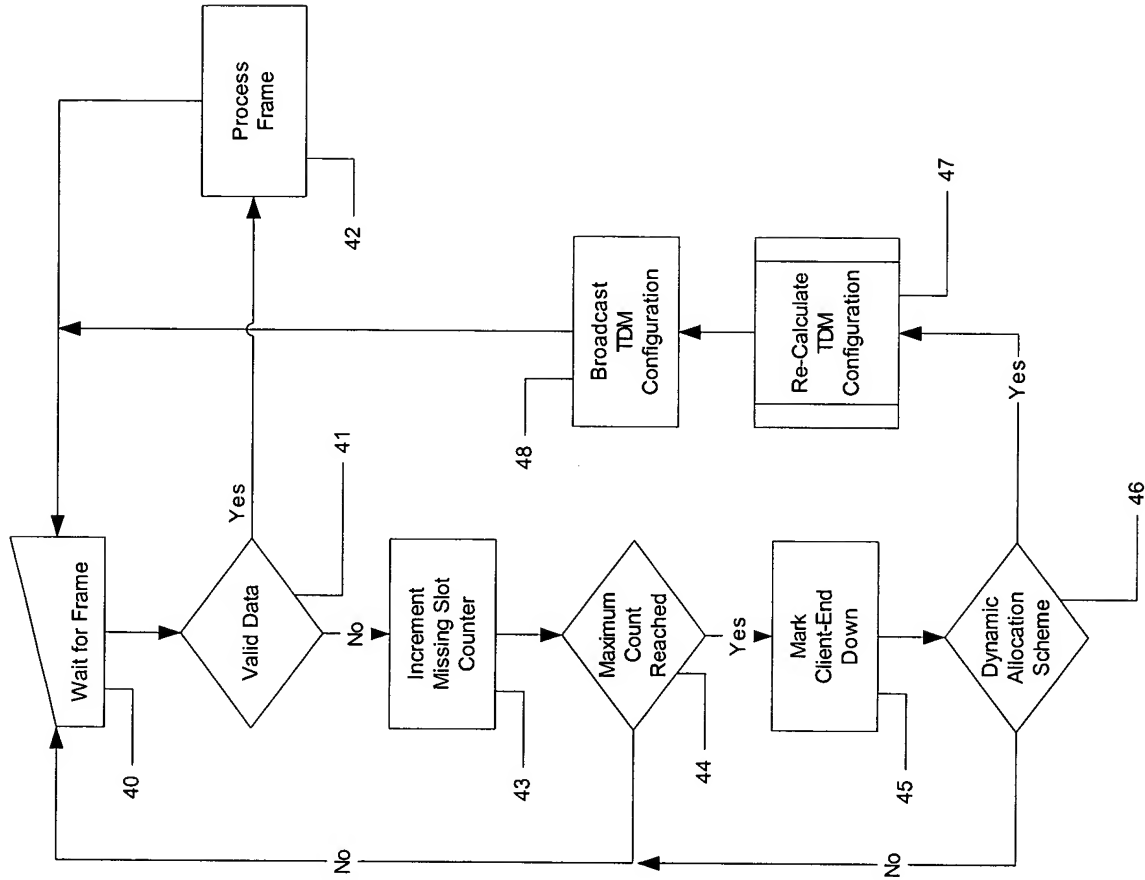 Wait for Frame
40
Valid Data
41
Yes
Process
Frame
42
No
Increment
Missing Slot
Counter
43
Maximum
Count
Reached
44
No
Yes
Mark
Client-End
Down
45
Dynamic
Allocation
Scheme
46
No
Yes
Re-Calculate
TDM
Configuration
47
Broadcast
TDM
Configuration
48